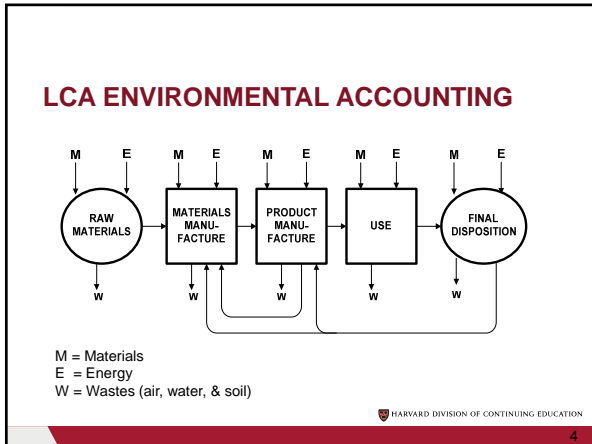 LCA ENVIRONMENTAL ACCOUNTING
M E M E M E M E M E
RAW
MATERIALS
MATERIALS
MANU-
FACTURE
PRODUCT
MANU-
FACTURE
USE
FINAL
DISPOSITION
W W W W W
M = Materials
E = Energy
W = Wastes (air, water, & soil)
HARVARD DIVISION OF CONTINUING EDUCATION
4